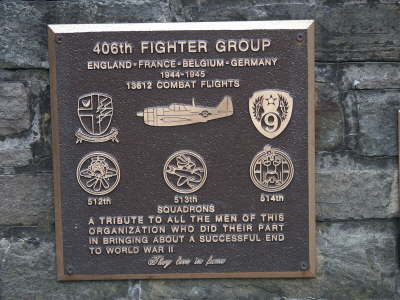 406th FIGHTER GROUP
ENGLAND-FRANCE-BELGIUM-GERMANY
1944-1945
13612 COMBAT FLIGHTS
9
512th 513th 514th
SQUADRONS
A TRIBUTE TO ALL THE MEN OF THIS
ORGANIZATION WHO DID THEIR PART
IN BRINGING ABOUT A SUCCESSFUL END
TO WORLD WAR II
They live in fame